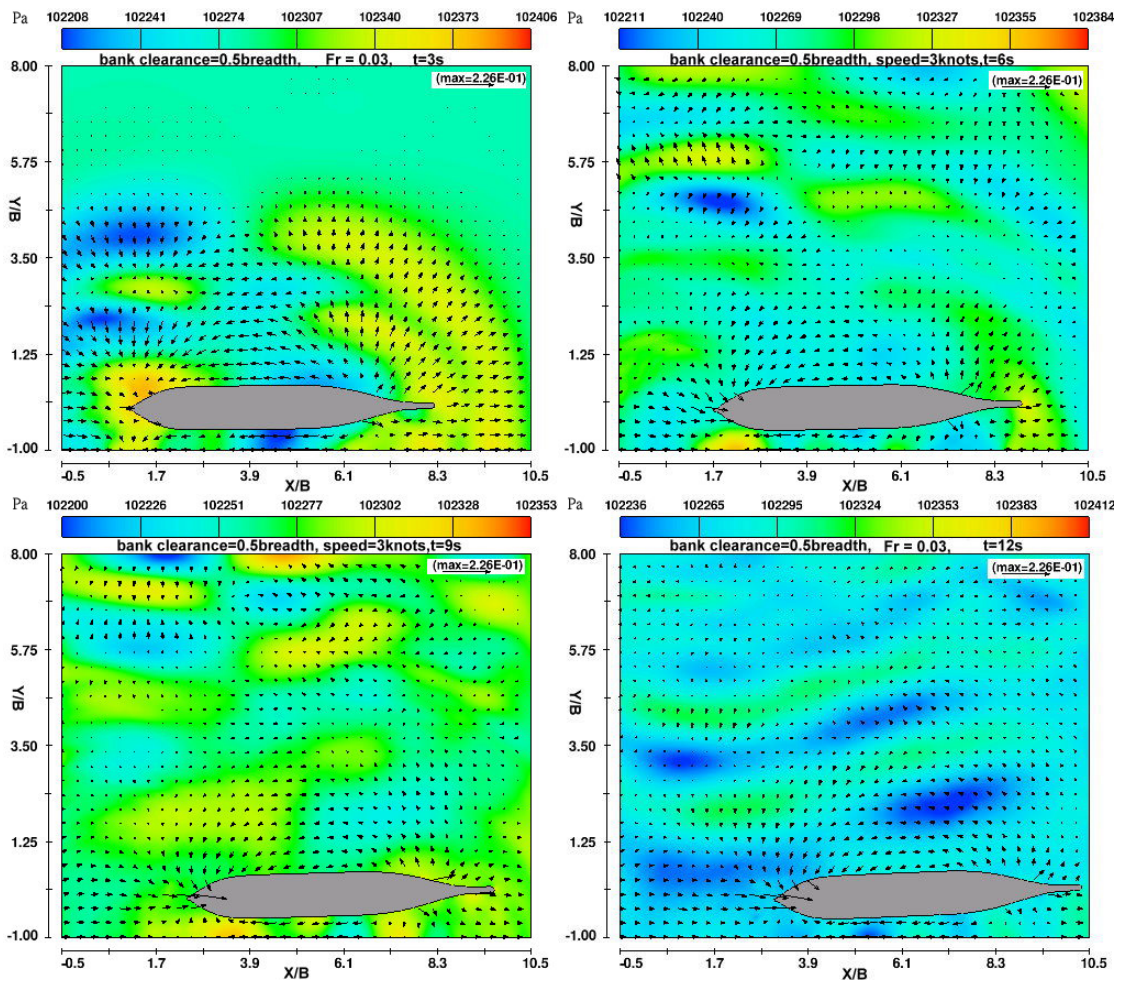 Pa 102208 102241 102274 102307 102340 102373 102406
bank clearance=0.5breadth, Fr = 0.03, t=3s
(max=2.26E-01)
8.00
5.75
Y/B
3.50
1.25
-1.00
-0.5 1.7 3.9 6.1 8.3 10.5
X/B
Pa 102211 102240 102269 102298 102327 102355 102384
bank clearance=0.5breadth, speed=3knots,t=6s
(max=2.26E-01)
8.00
5.75
Y/B
3.50
1.25
-1.00
-0.5 1.7 3.9 6.1 8.3 10.5
X/B
Pa 102200 102226 102251 102277 102302 102328 102353
bank clearance=0.5breadth, speed=3knots,t=9s
(max=2.26E-01)
8.00
5.75
Y/B
3.50
1.25
-1.00
-0.5 1.7 3.9 6.1 8.3 10.5
X/B
Pa 102236 102265 102295 102324 102353 102383 102412
bank clearance=0.5breadth, Fr = 0.03, t=12s
(max=2.26E-01)
8.00
5.75
Y/B
3.50
1.25
-1.00
-0.5 1.7 3.9 6.1 8.3 10.5
X/B